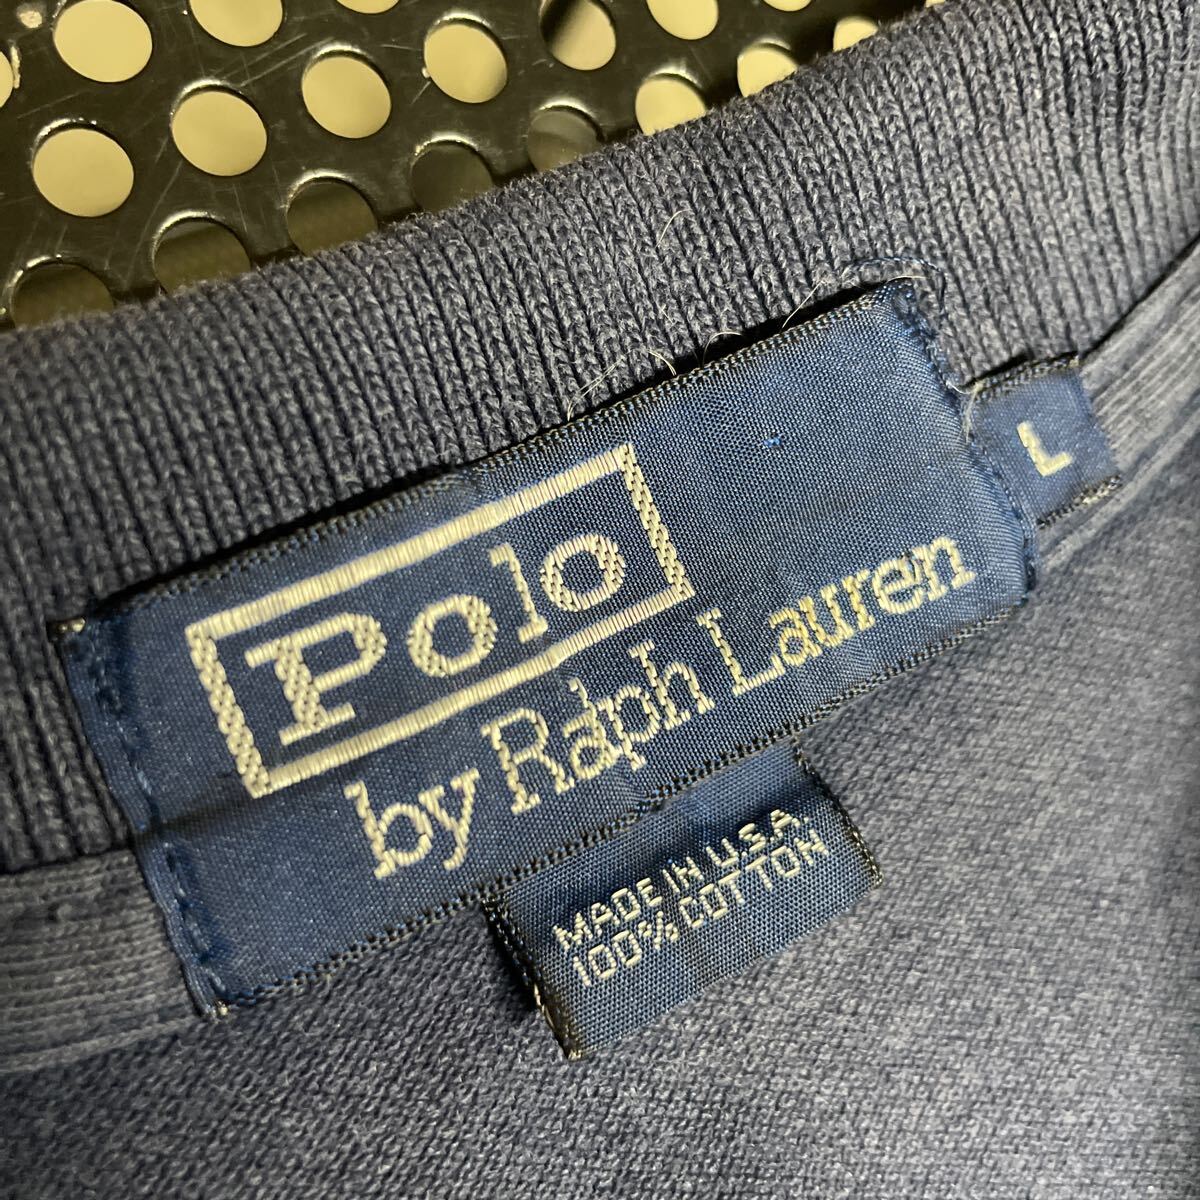 Polo
by Ralph Lauren
L
MADE IN U.S.A.
100% COTTON